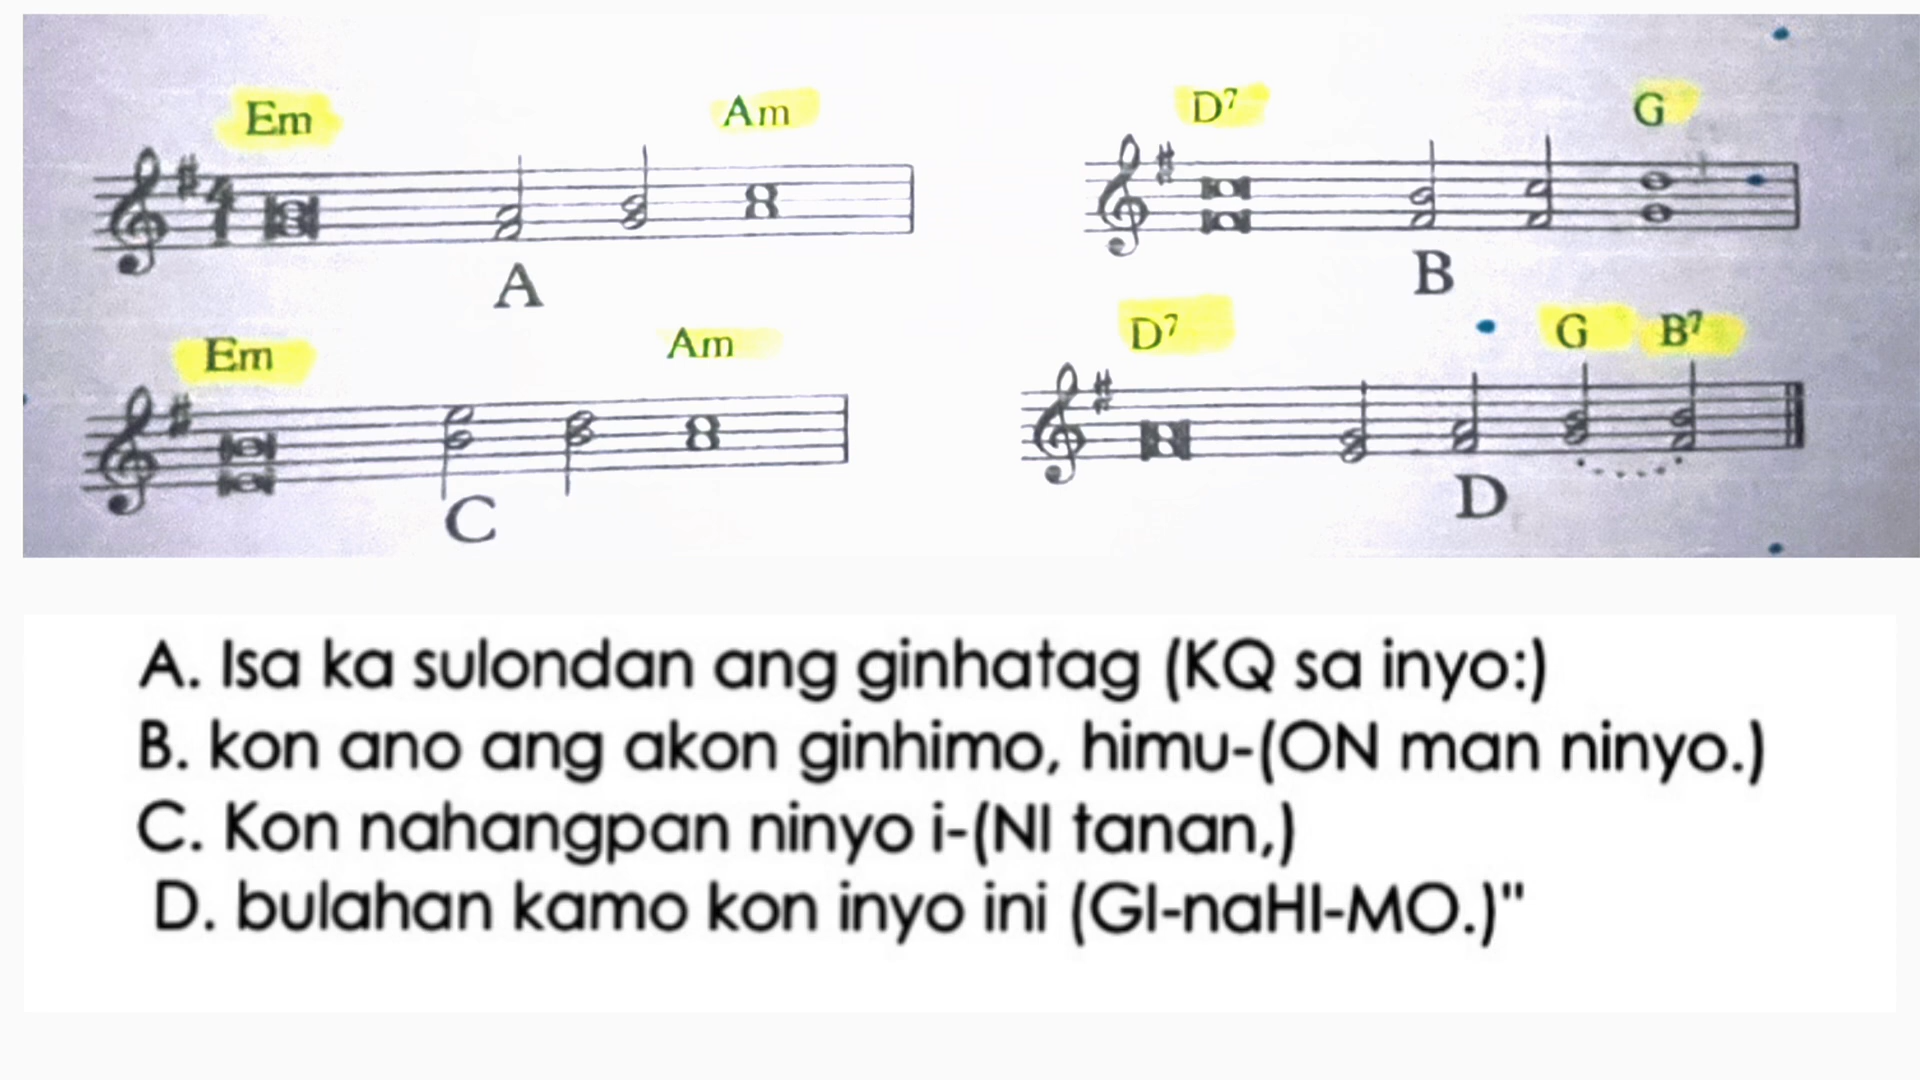 Em Am
A
D7 G
B
Em Am
C
D7 G B7
D
A. Isa ka sulondan ang ginhatag (KQ sa inyo:)
B. kon ano ang akon ginhimo, himu-(ON man ninyo.)
C. Kon nahangpan ninyo i-(NI tanan,)
D. bulahan kamo kon inyo ini (GI-naHI-MO.)"